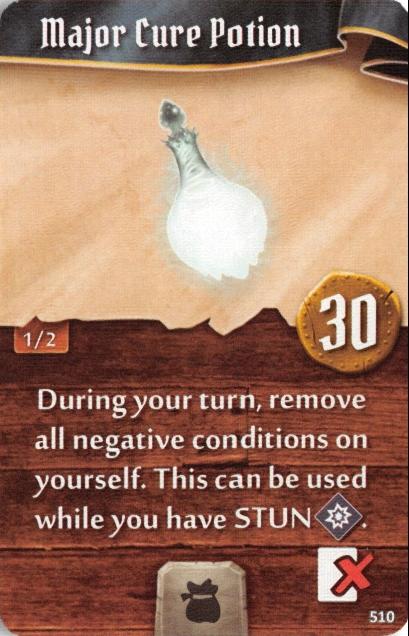 Major Cure Potion
30
1/2
During your turn, remove
all negative conditions on
yourself. This can be used
while you have STUN .
510